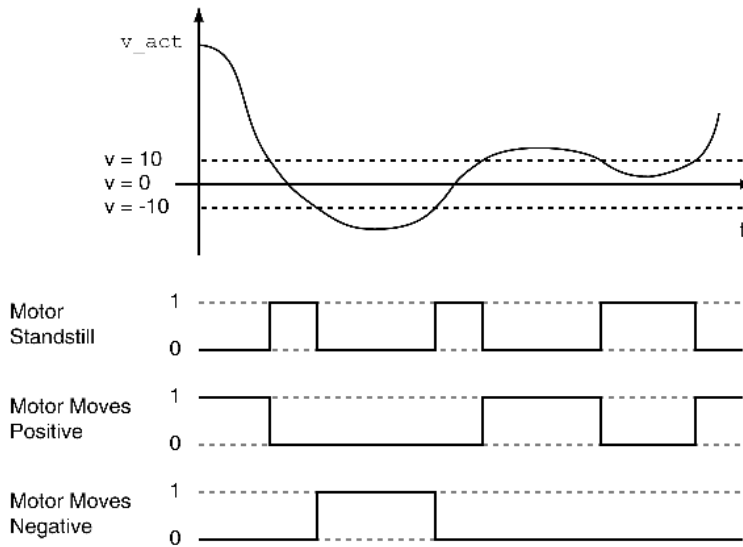 v_act
v = 10
v = 0
v = -10
t
Motor
Standstill
1
0
Motor Moves
Positive
1
0
Motor Moves
Negative
1
0